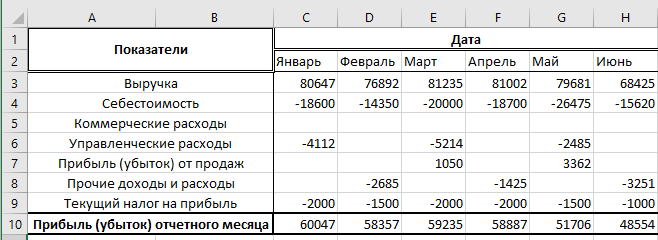 A B C D E F G H
1 Показатели Дата
2 Январь Февраль Март Апрель Май Июнь
3 Выручка 80647 76892 81235 81002 79681 68425
4 Себестоимость -18600 -14350 -20000 -18700 -26475 -15620
5 Коммерческие расходы
6 Управленческие расходы -4112 -5214 -2485
7 Прибыль (убыток) от продаж 1050 3362
8 Прочие доходы и расходы -2685 -1425 -3251
9 Текущий налог на прибыль -2000 -1500 -2000 -2000 -1500 -1000
10 Прибыль (убыток) отчетного месяца 60047 58357 59235 58887 51706 48554